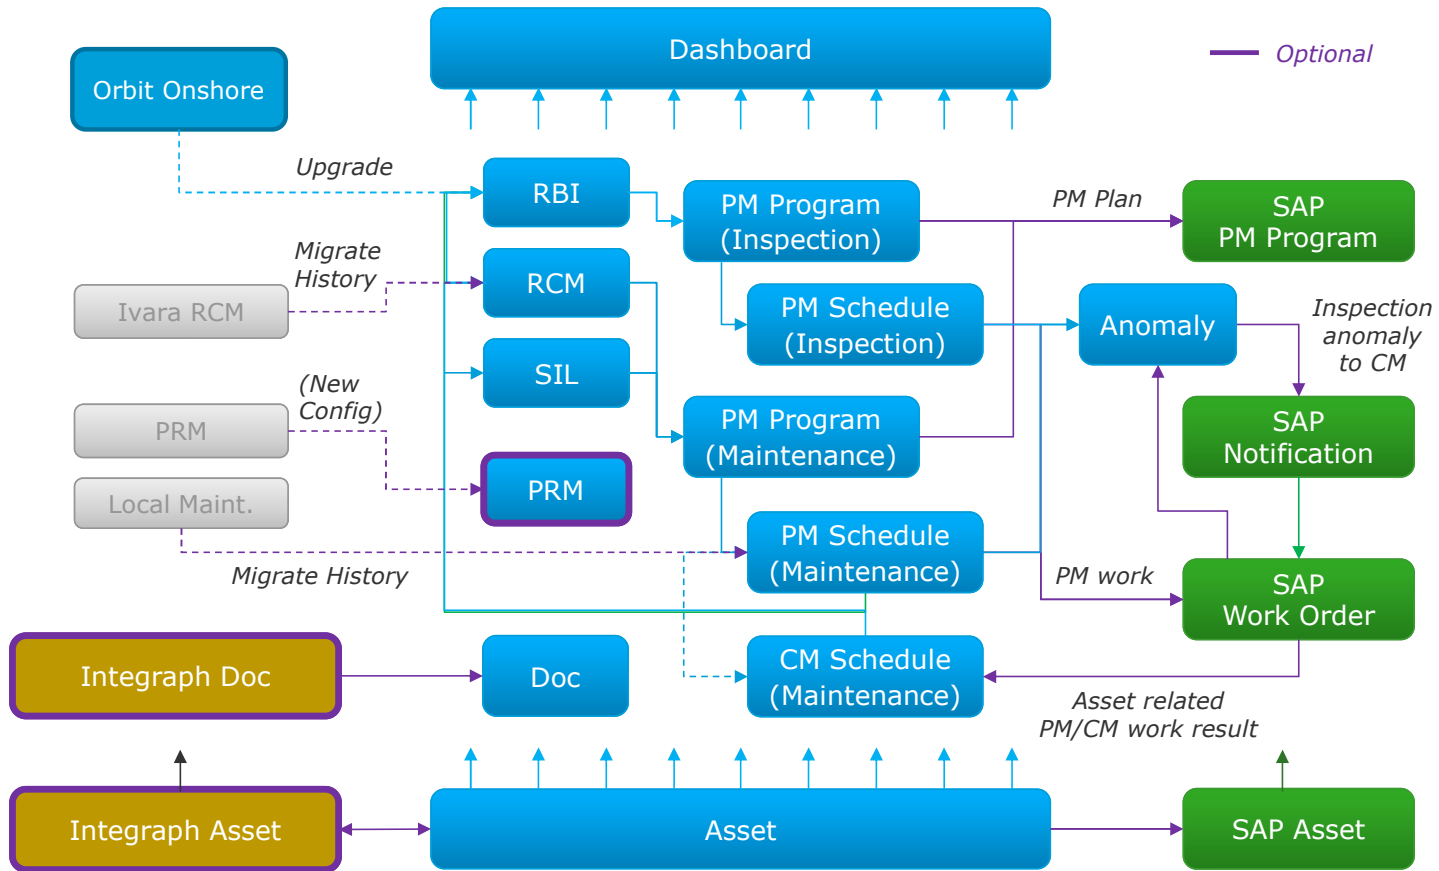 Dashboard
Optional
Orbit Onshore
Upgrade
RBI
PM Program
(Inspection)
PM Plan
SAP
PM Program
Migrate
History
RCM
Ivara RCM
PM Schedule
(Inspection)
Anomaly
Inspection
anomaly
to CM
SIL
(New
Config)
PRM
PM Program
(Maintenance)
SAP
Notification
PRM
Local Maint.
Migrate History
PM Schedule
(Maintenance)
PM work
SAP
Work Order
Integraph Doc
Doc
CM Schedule
(Maintenance)
Asset related
PM/CM work result
Integraph Asset
Asset
SAP Asset